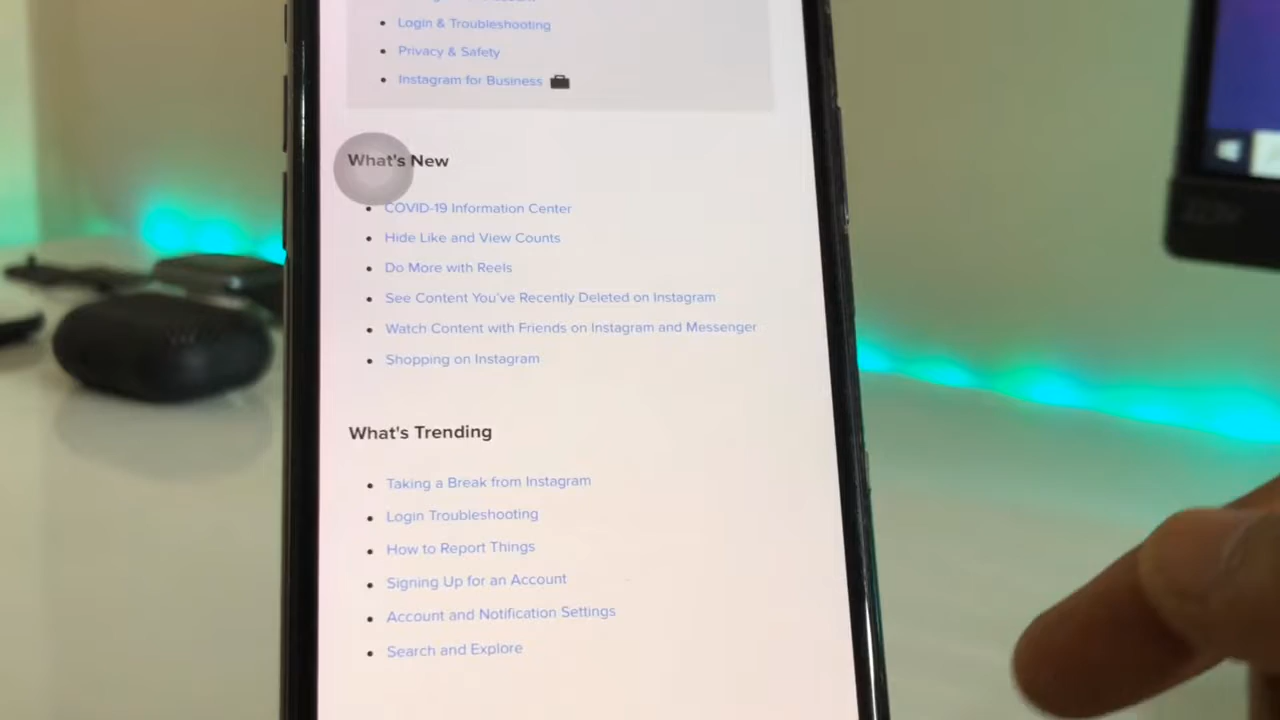 Login & Troubleshooting
Privacy & Safety
Instagram for Business
What's New
COVID-19 Information Center
Hide Like and View Counts
Do More with Reels
See Content You've Recently Deleted on Instagram
Watch Content with Friends on Instagram and Messenger
Shopping on Instagram
What's Trending
Taking a Break from Instagram
Login Troubleshooting
How to Report Things
Signing Up for an Account
Account and Notification Settings
Search and Explore